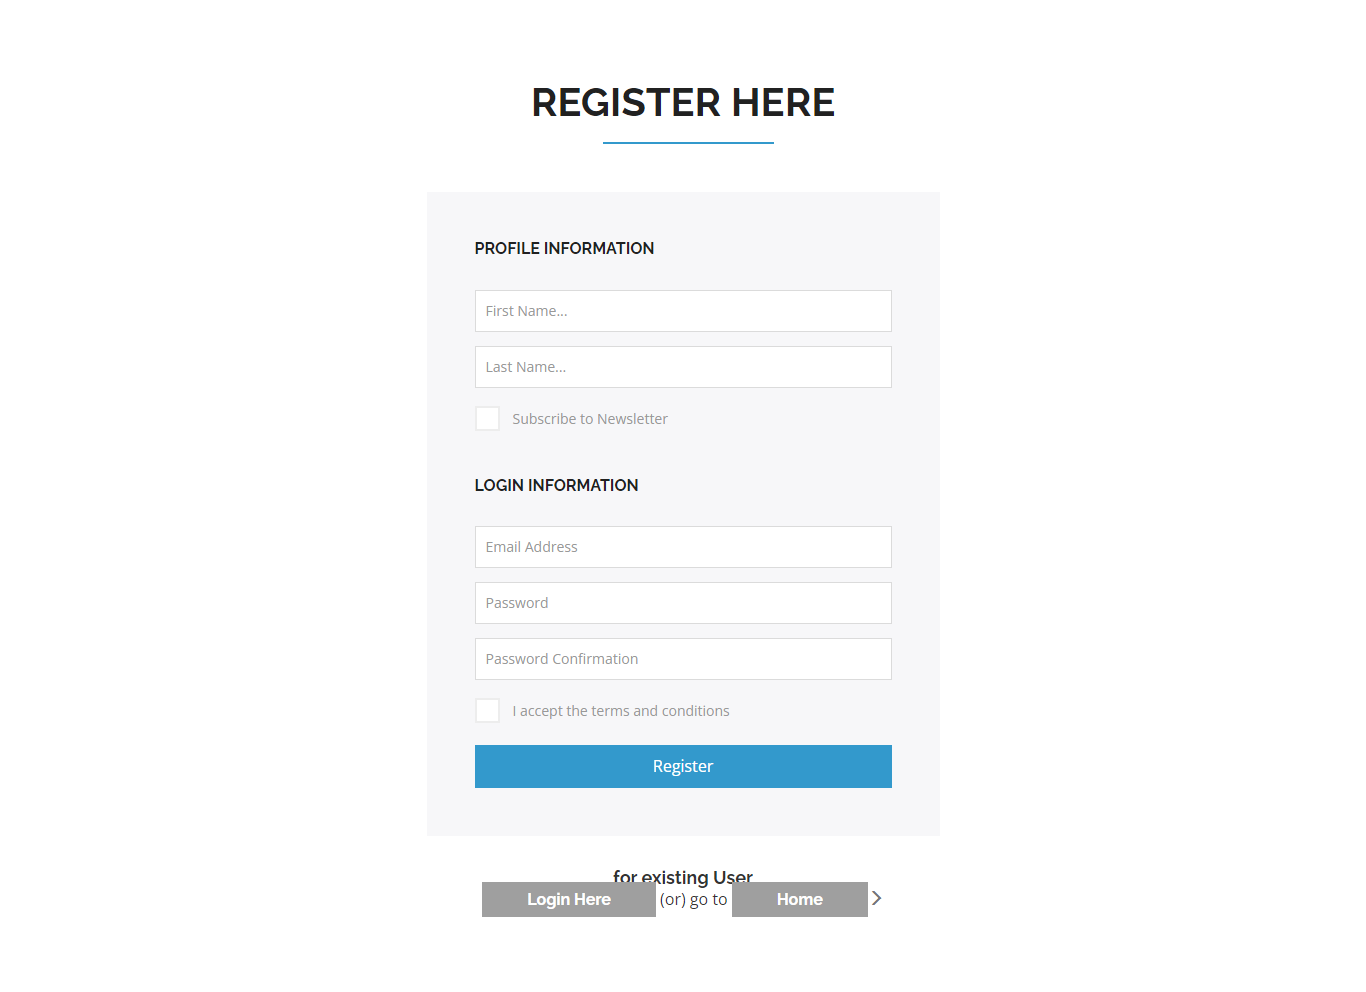 REGISTER HERE
PROFILE INFORMATION
First Name...
Last Name...
Subscribe to Newsletter
LOGIN INFORMATION
Email Address
Password
Password Confirmation
I accept the terms and conditions
Register
for existing User
Login Here (or) go to Home